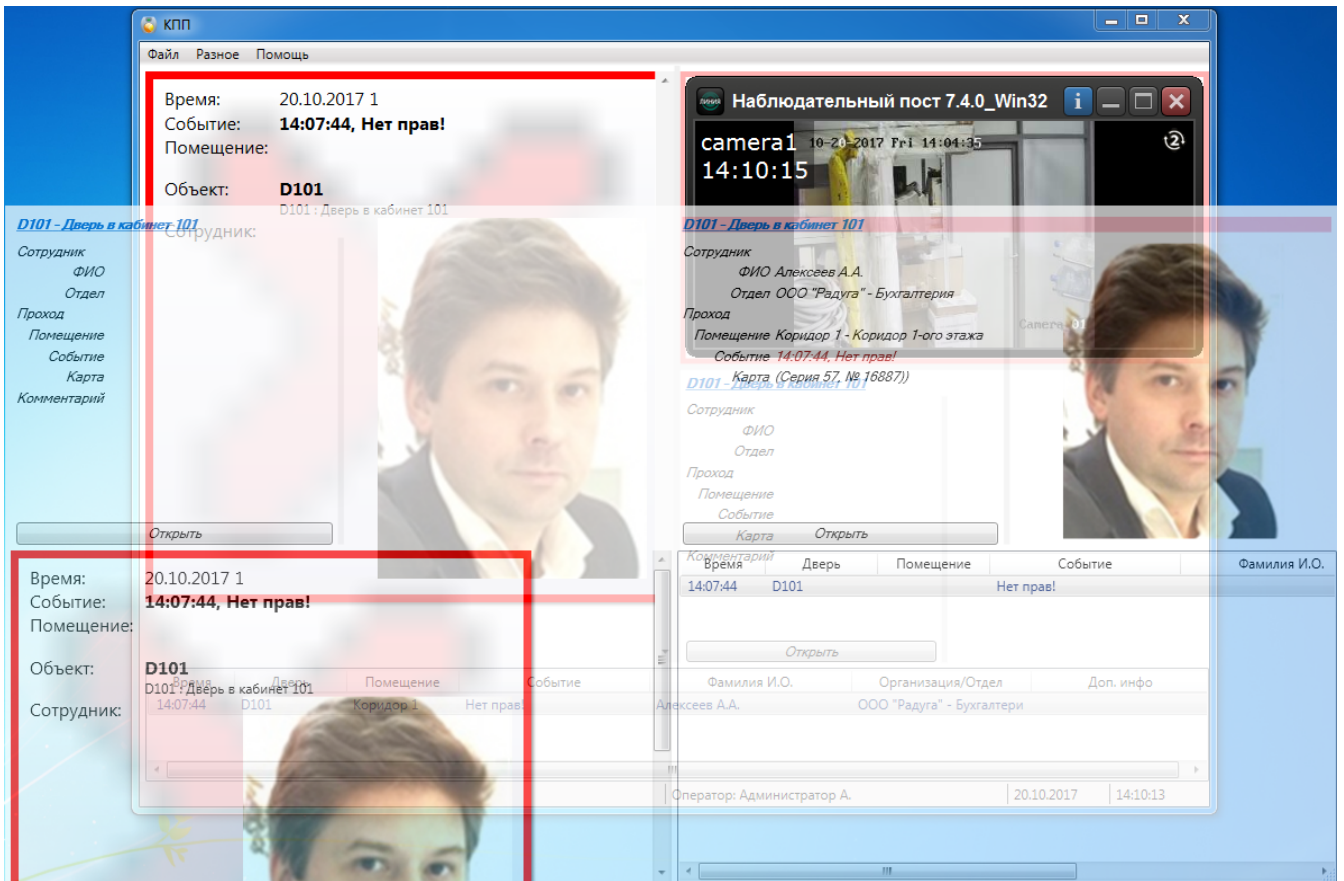 КПП
Файл Разное Помощь
Время: 20.10.2017 1
Событие: 14:07:44, Нет прав!
Помещение:
Объект: D101
D101 : Дверь в кабинет 101
Сотрудник:
Наблюдательный пост 7.4.0_Win32
camera1 10-20-2017 Fri 14:04:35
14:10:15
2
Camera 01
D101 - Дверь в кабинет 101
Сотрудник
ФИО
Отдел
Проход
Помещение
Событие
Карта
Комментарий
Открыть
D101 - Дверь в кабинет 101
Сотрудник
ФИО Алексеев А.А.
Отдел ООО "Радуга" - Бухгалтерия
Проход
Помещение Коридор 1 - Коридор 1-ого этажа
Событие 14:07:44, Нет прав!
Карта (Серия 57, № 16887))
D101 - Дверь в кабинет 101
Сотрудник
ФИО
Отдел
Проход
Помещение
Событие
Карта
Комментарий
Открыть
Время: 20.10.2017 1
Событие: 14:07:44, Нет прав!
Помещение:
Объект: D101
D101 : Дверь в кабинет 101
Сотрудник:
Время Дверь Помещение Событие Фамилия И.О.
14:07:44 D101 Нет прав!
Открыть
Время Дверь Помещение Событие Фамилия И.О. Организация/Отдел Доп. инфо
14:07:44 D101 Коридор 1 Нет прав! Алексеев А.А. ООО "Радуга" - Бухгалтери
Оператор: Администратор А. 20.10.2017 14:10:13